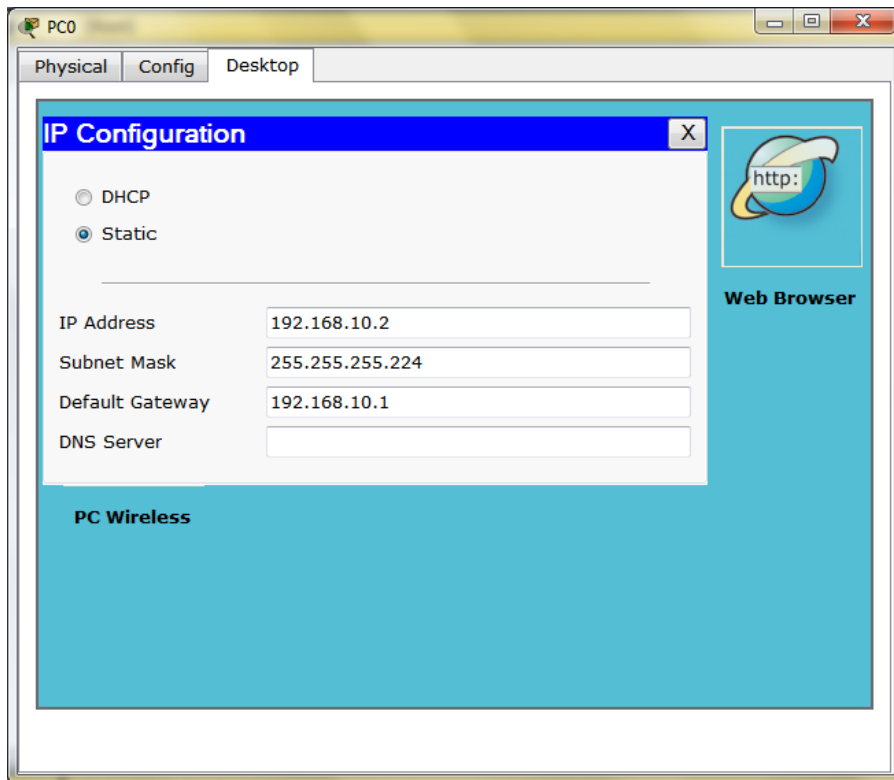 PC0
Physical Config Desktop
IP Configuration X
DHCP
Static
IP Address 192.168.10.2
Subnet Mask 255.255.255.224
Default Gateway 192.168.10.1
DNS Server
http:
Web Browser
PC Wireless